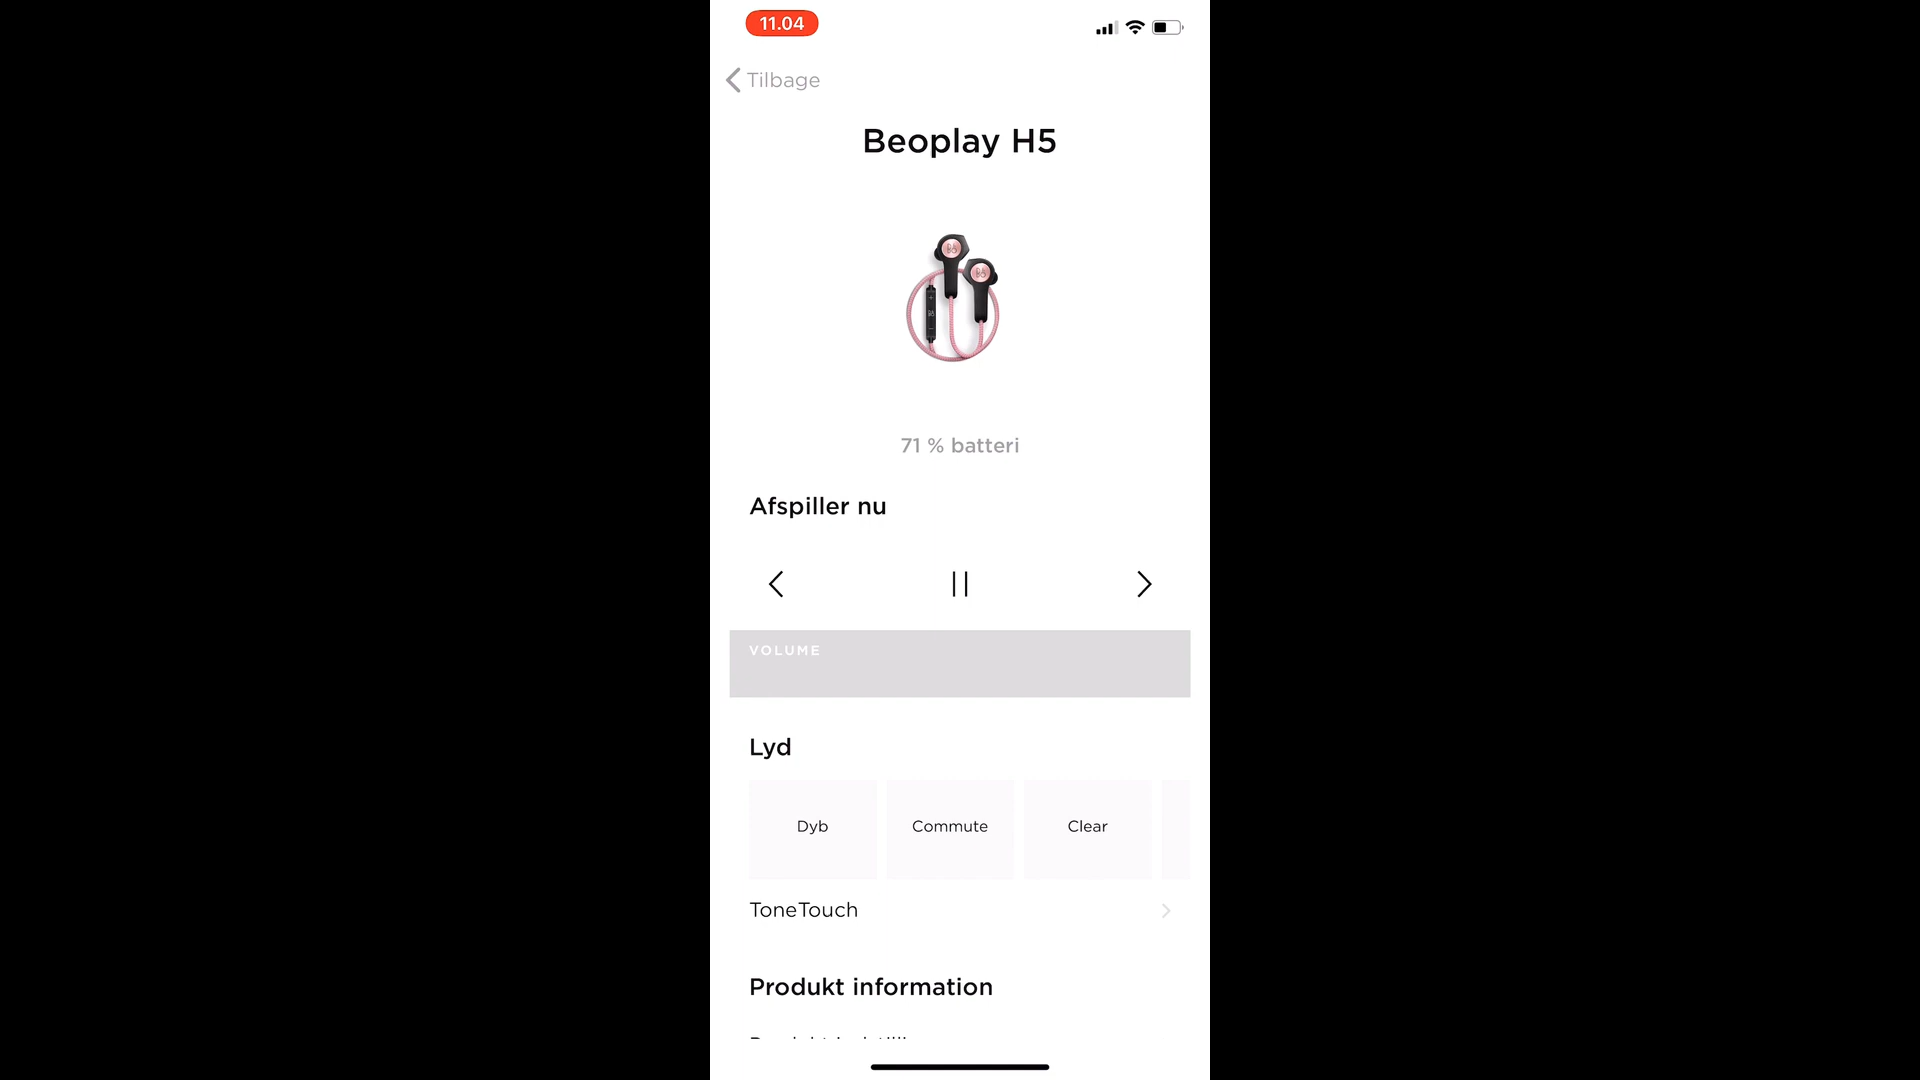 11.04
Tilbage
Beoplay H5
71 % batteri
Afspiller nu
VOLUME
Lyd
Dyb
Commute
Clear
ToneTouch
Produkt information